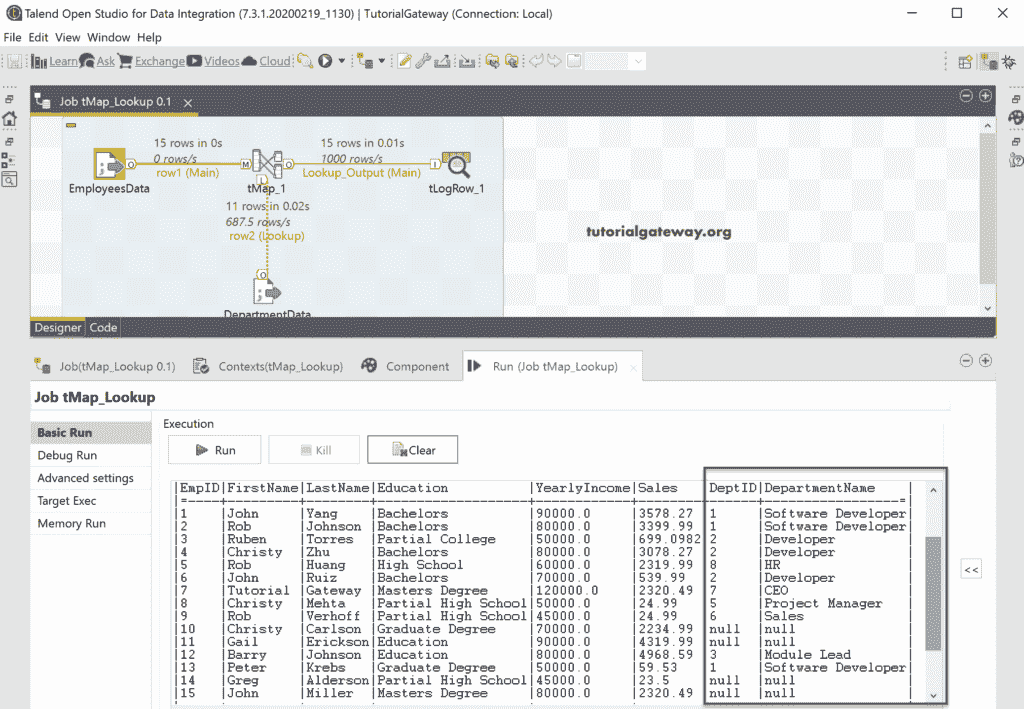 Talend Open Studio for Data Integration (7.3.1.20200219_1130) | TutorialGateway (Connection: Local)
File Edit View Window Help
Learn Ask Exchange Videos Cloud
Job tMap_Lookup 0.1
15 rows in 0s
0 rows/s
row1 (Main)
15 rows in 0.01s
1000 rows/s
Lookup_Output (Main)
EmployeesData
tMap_1
tLogRow_1
11 rows in 0.02s
687.5 rows/s
row2 (Lookup)
DepartmentData
tutorialgateway.org
Designer Code
Job(tMap_Lookup 0.1) Contexts(tMap_Lookup) Component Run (Job tMap_Lookup)
Job tMap_Lookup
Basic Run
Debug Run
Advanced settings
Target Exec
Memory Run
Execution
Run Kill Clear
|EmpID|FirstName|LastName|Education |YearlyIncome|Sales |DeptID|DepartmentName |
|1 |John |Yang |Bachelors |90000.0 |3578.27 |1 |Software Developer|
|2 |Rob |Johnson |Bachelors |80000.0 |3399.99 |1 |Software Developer|
|3 |Ruben |Torres |Partial College |50000.0 |699.0982|2 |Developer |
|4 |Christy |Zhu |Bachelors |80000.0 |3078.27 |2 |Developer |
|5 |Rob |Huang |High School |60000.0 |2319.99 |8 |HR |
|6 |John |Ruiz |Bachelors |70000.0 |539.99 |2 |Developer |
|7 |Tutorial |Gateway |Masters Degree |120000.0 |2320.49 |7 |CEO |
|8 |Christy |Mehta |Partial High School|50000.0 |24.99 |5 |Project Manager |
|9 |Rob |Verhoff |Partial High School|45000.0 |24.99 |6 |Sales |
|10 |Christy |Carlson |Graduate Degree |70000.0 |2234.99 |null |null |
|11 |Gail |Erickson|Education |90000.0 |4319.99 |null |null |
|12 |Barry |Johnson |Education |80000.0 |4968.59 |3 |Module Lead |
|13 |Peter |Krebs |Graduate Degree |50000.0 |59.53 |1 |Software Developer|
|14 |Greg |Alderson|Partial High School|45000.0 |23.5 |null |null |
|15 |John |Miller |Masters Degree |80000.0 |2320.49 |null |null |
<<